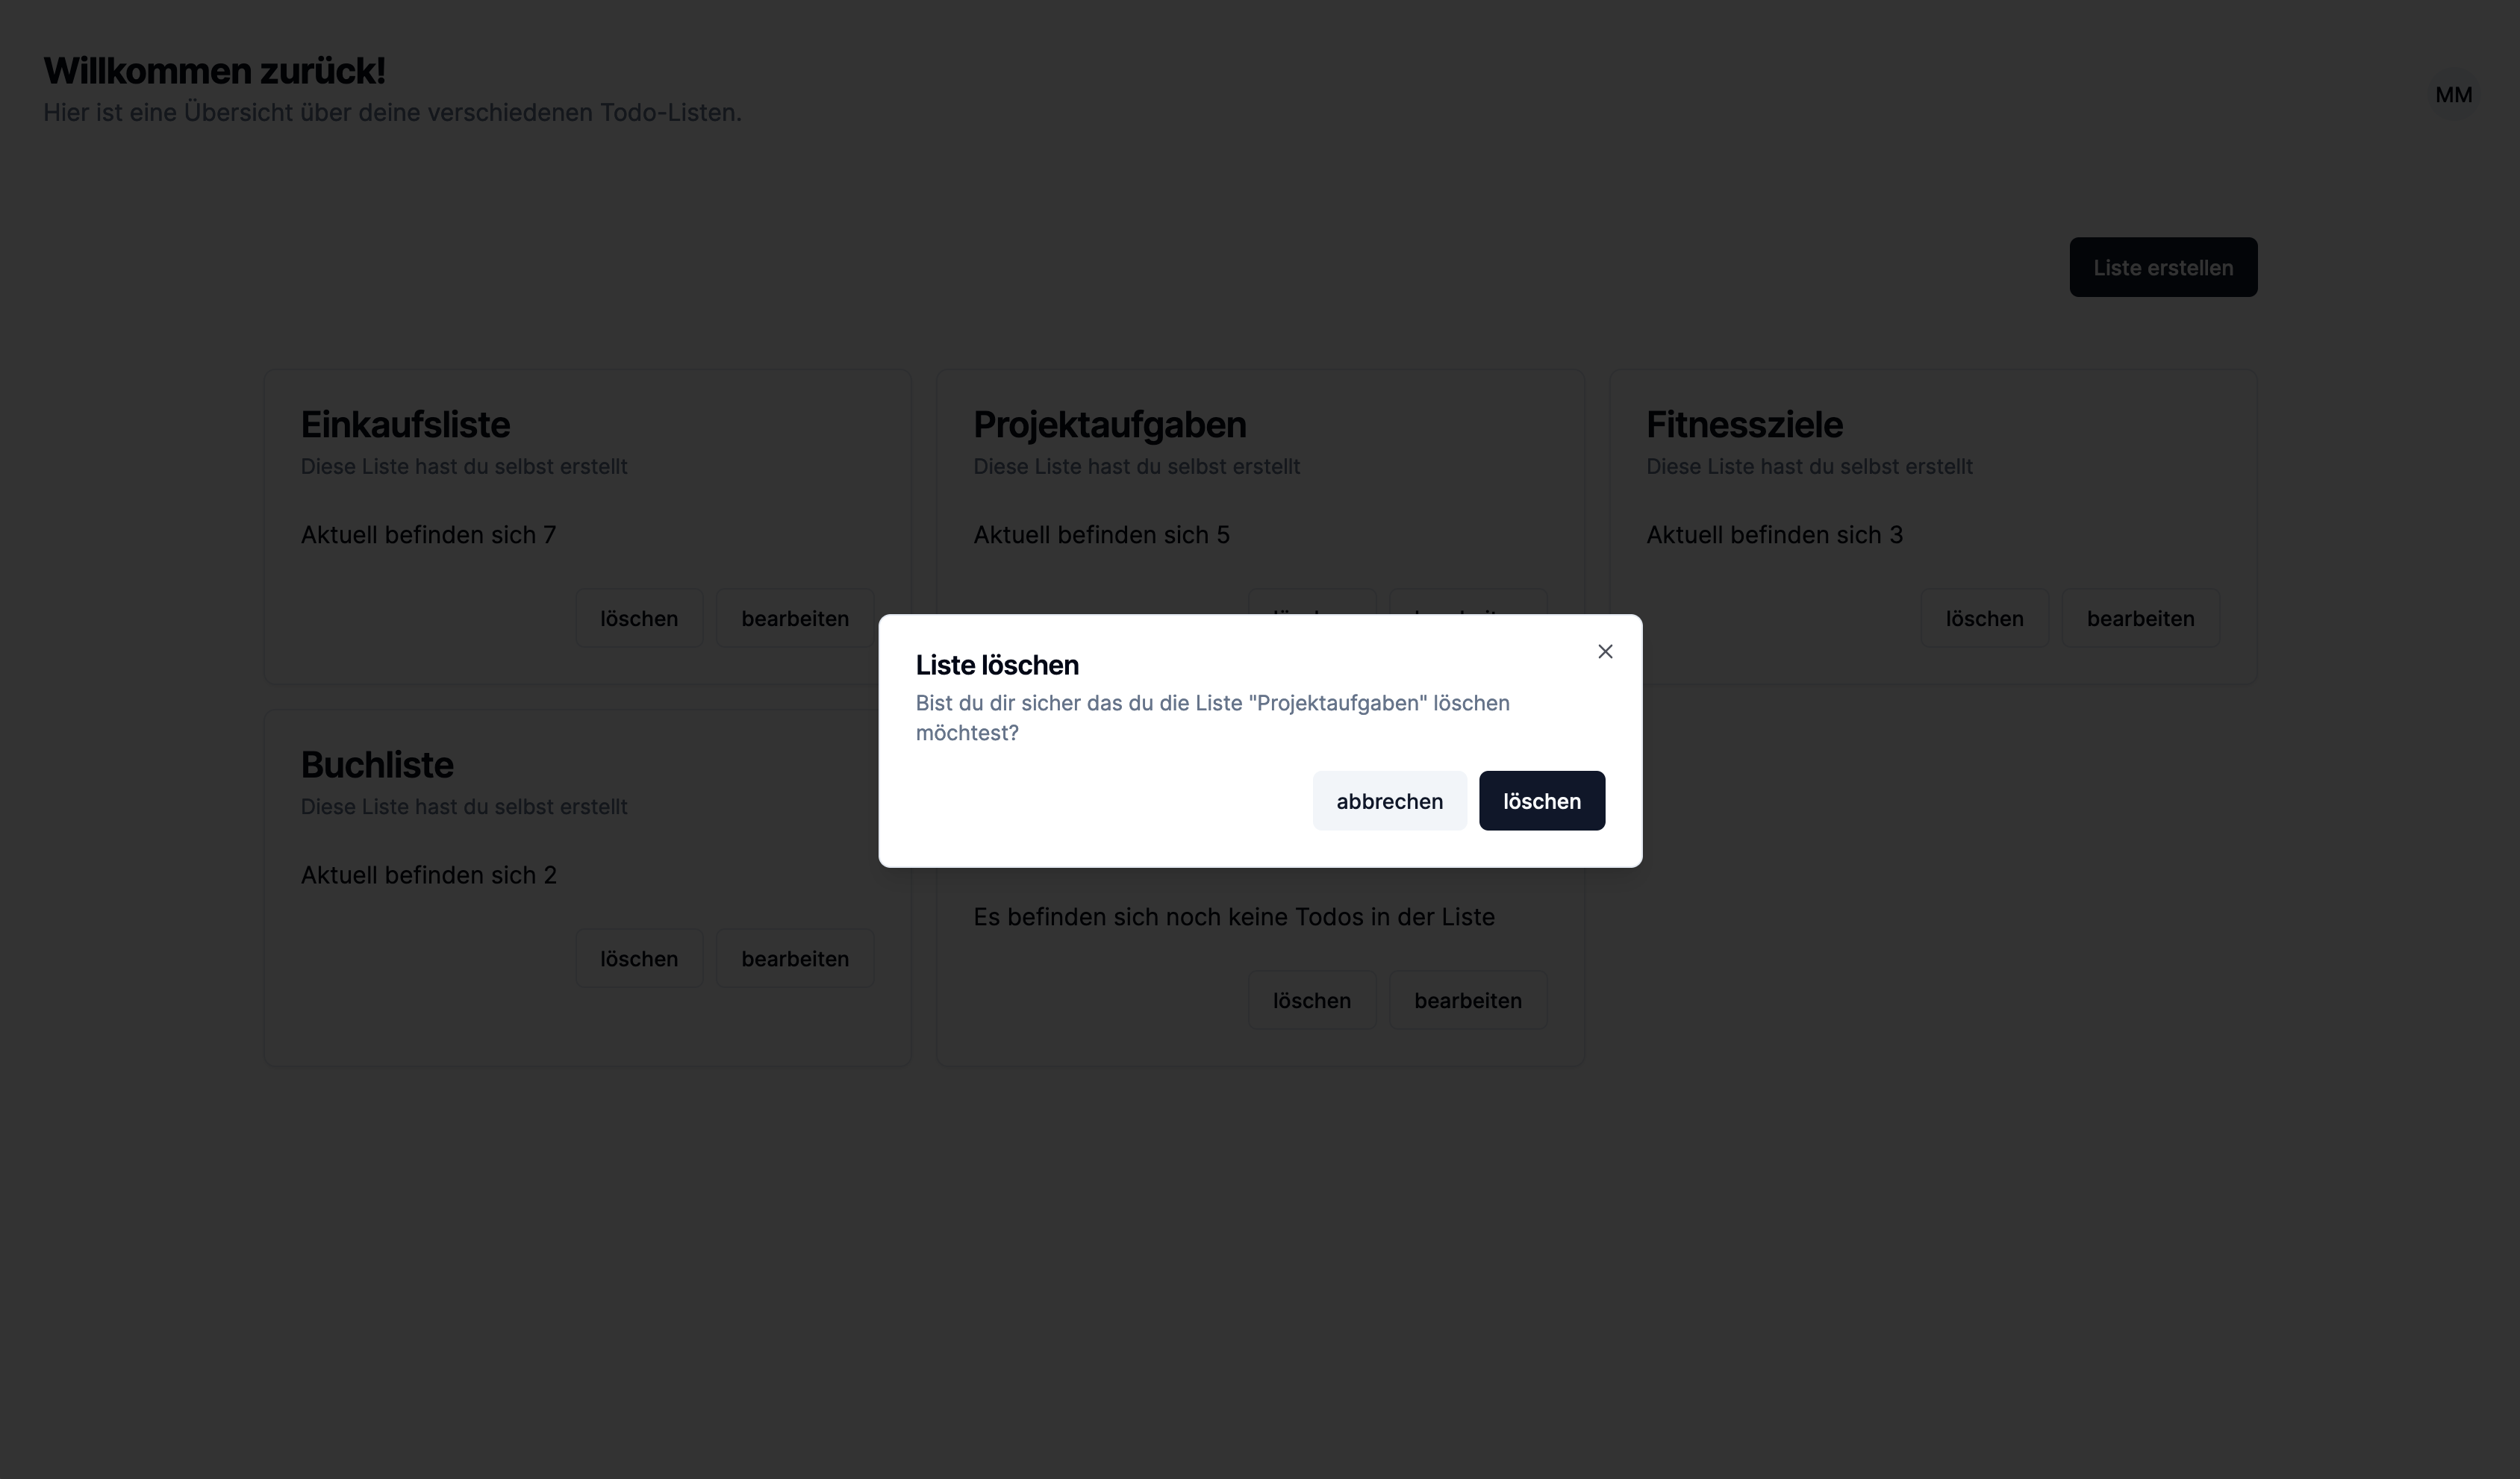 Willkommen zurück!
Hier ist eine Übersicht über deine verschiedenen Todo-Listen.
MM
Liste erstellen
Einkaufsliste
Diese Liste hast du selbst erstellt
Aktuell befinden sich 7
löschen
bearbeiten
Projektaufgaben
Diese Liste hast du selbst erstellt
Aktuell befinden sich 5
Fitnessziele
Diese Liste hast du selbst erstellt
Aktuell befinden sich 3
löschen
bearbeiten
Liste löschen
Bist du dir sicher das du die Liste "Projektaufgaben" löschen
möchtest?
abbrechen
löschen
Buchliste
Diese Liste hast du selbst erstellt
Aktuell befinden sich 2
löschen
bearbeiten
Es befinden sich noch keine Todos in der Liste
löschen
bearbeiten